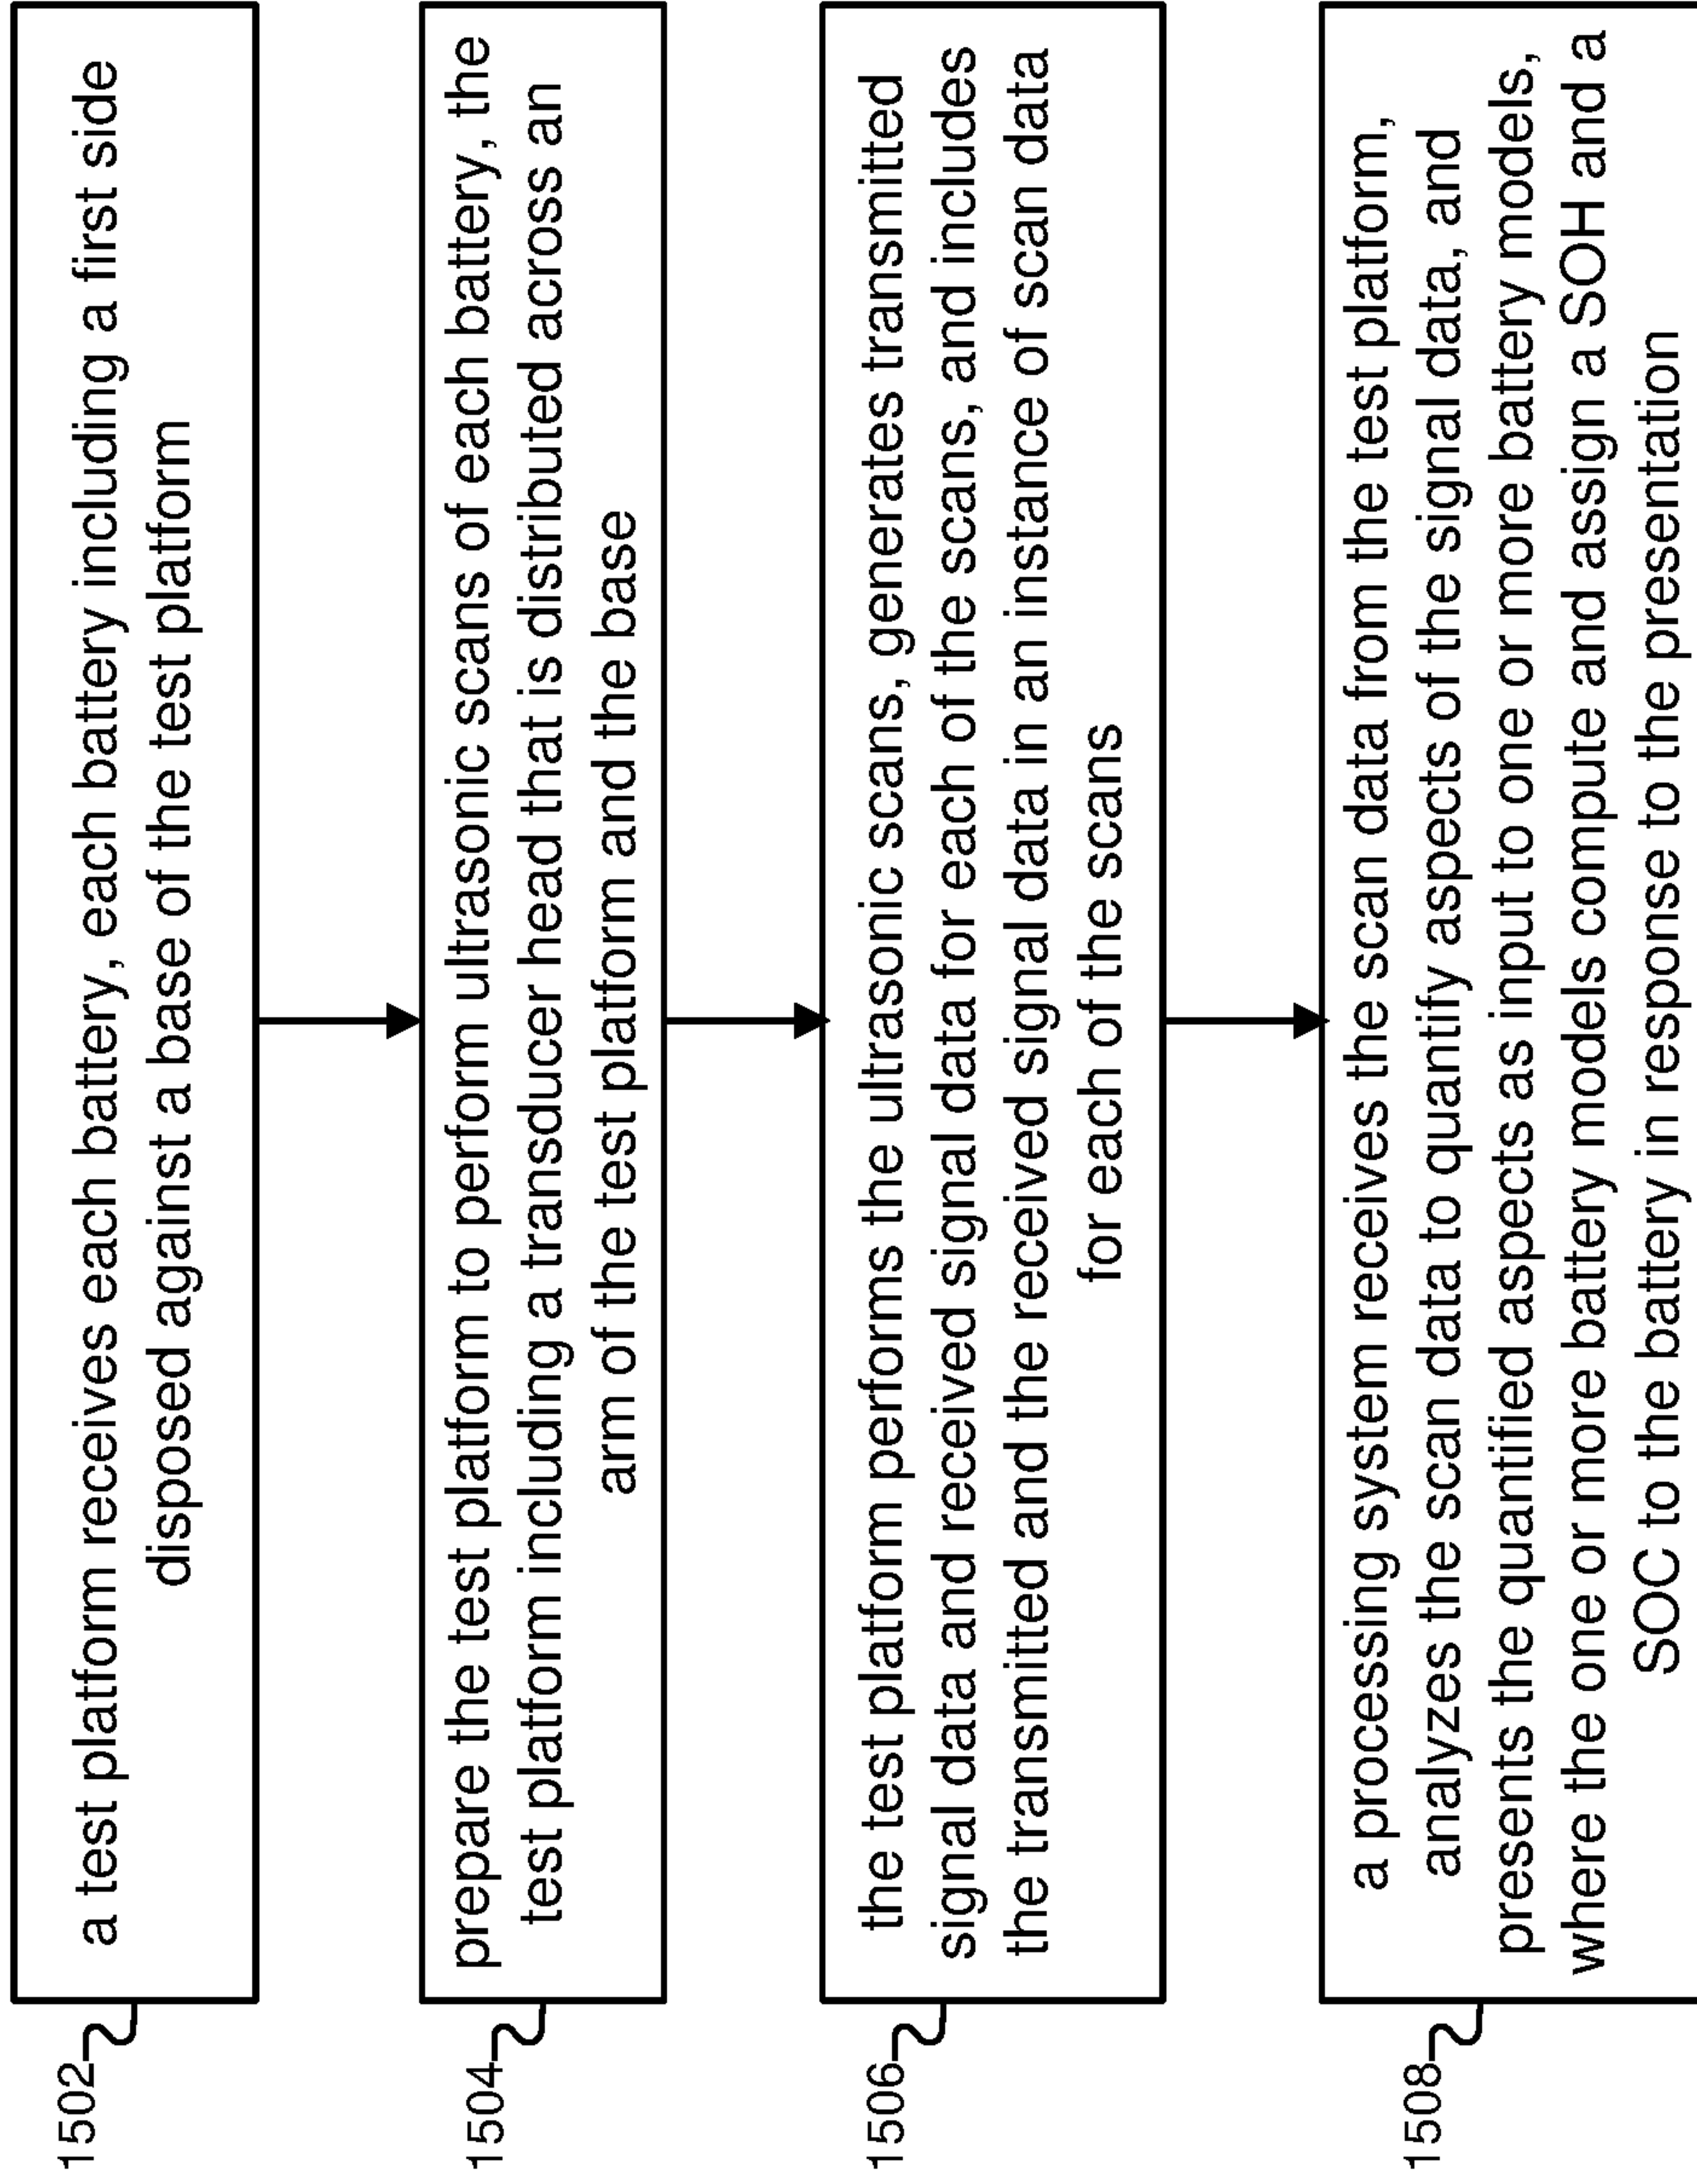 1502
a test platform receives each battery, each battery including a first side
disposed against a base of the test platform
1504
prepare the test platform to perform ultrasonic scans of each battery, the
test platform including a transducer head that is distributed across an
arm of the test platform and the base
1506
the test platform performs the ultrasonic scans, generates transmitted
signal data and received signal data for each of the scans, and includes
the transmitted and the received signal data in an instance of scan data
for each of the scans
1508
a processing system receives the scan data from the test platform,
analyzes the scan data to quantify aspects of the signal data, and
presents the quantified aspects as input to one or more battery models,
where the one or more battery models compute and assign a SOH and a
SOC to the battery in response to the presentation